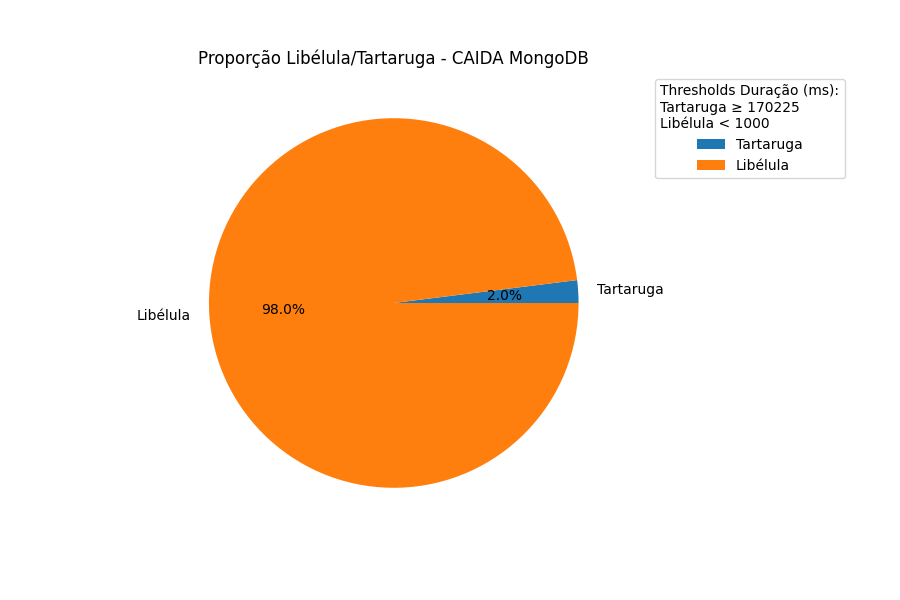 Proporção Libélula/Tartaruga - CAIDA MongoDB
Thresholds Duração (ms):
Tartaruga ≥ 170225
Libélula < 1000
Tartaruga
Libélula
Tartaruga
2.0%
98.0%
Libélula